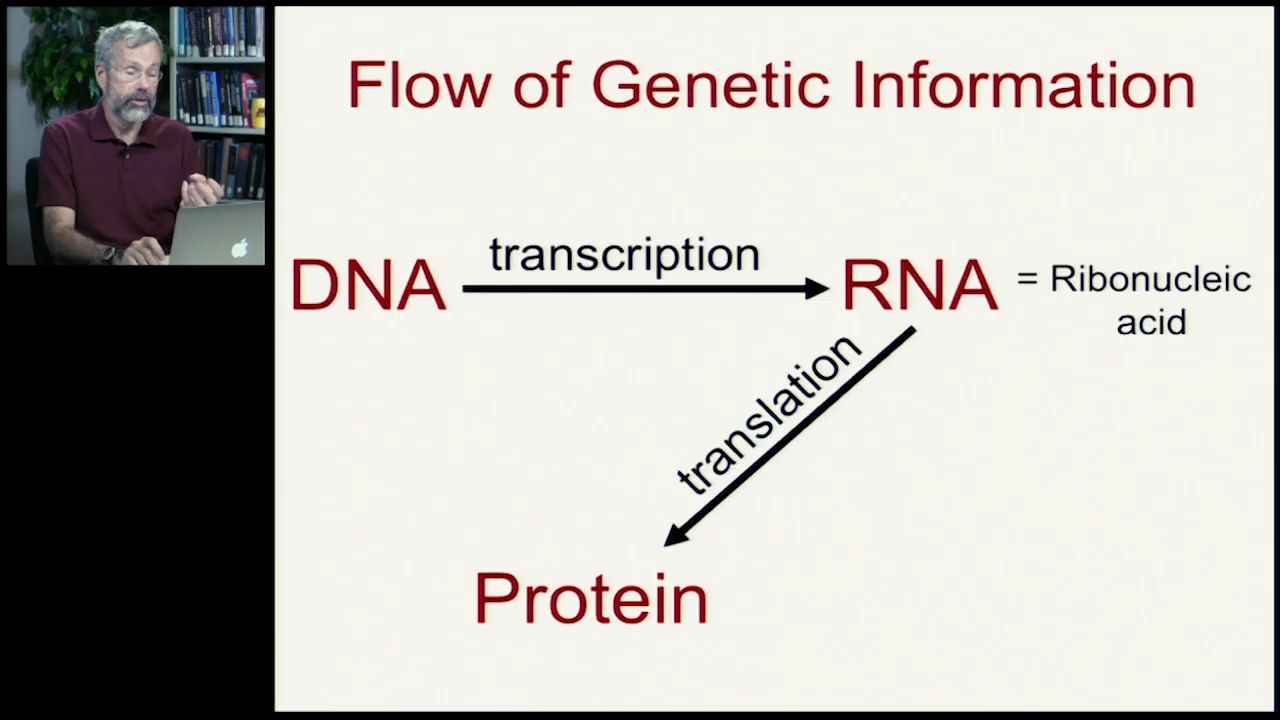 Flow of Genetic Information
transcription
DNA
RNA
= Ribonucleic
acid
translation
Protein